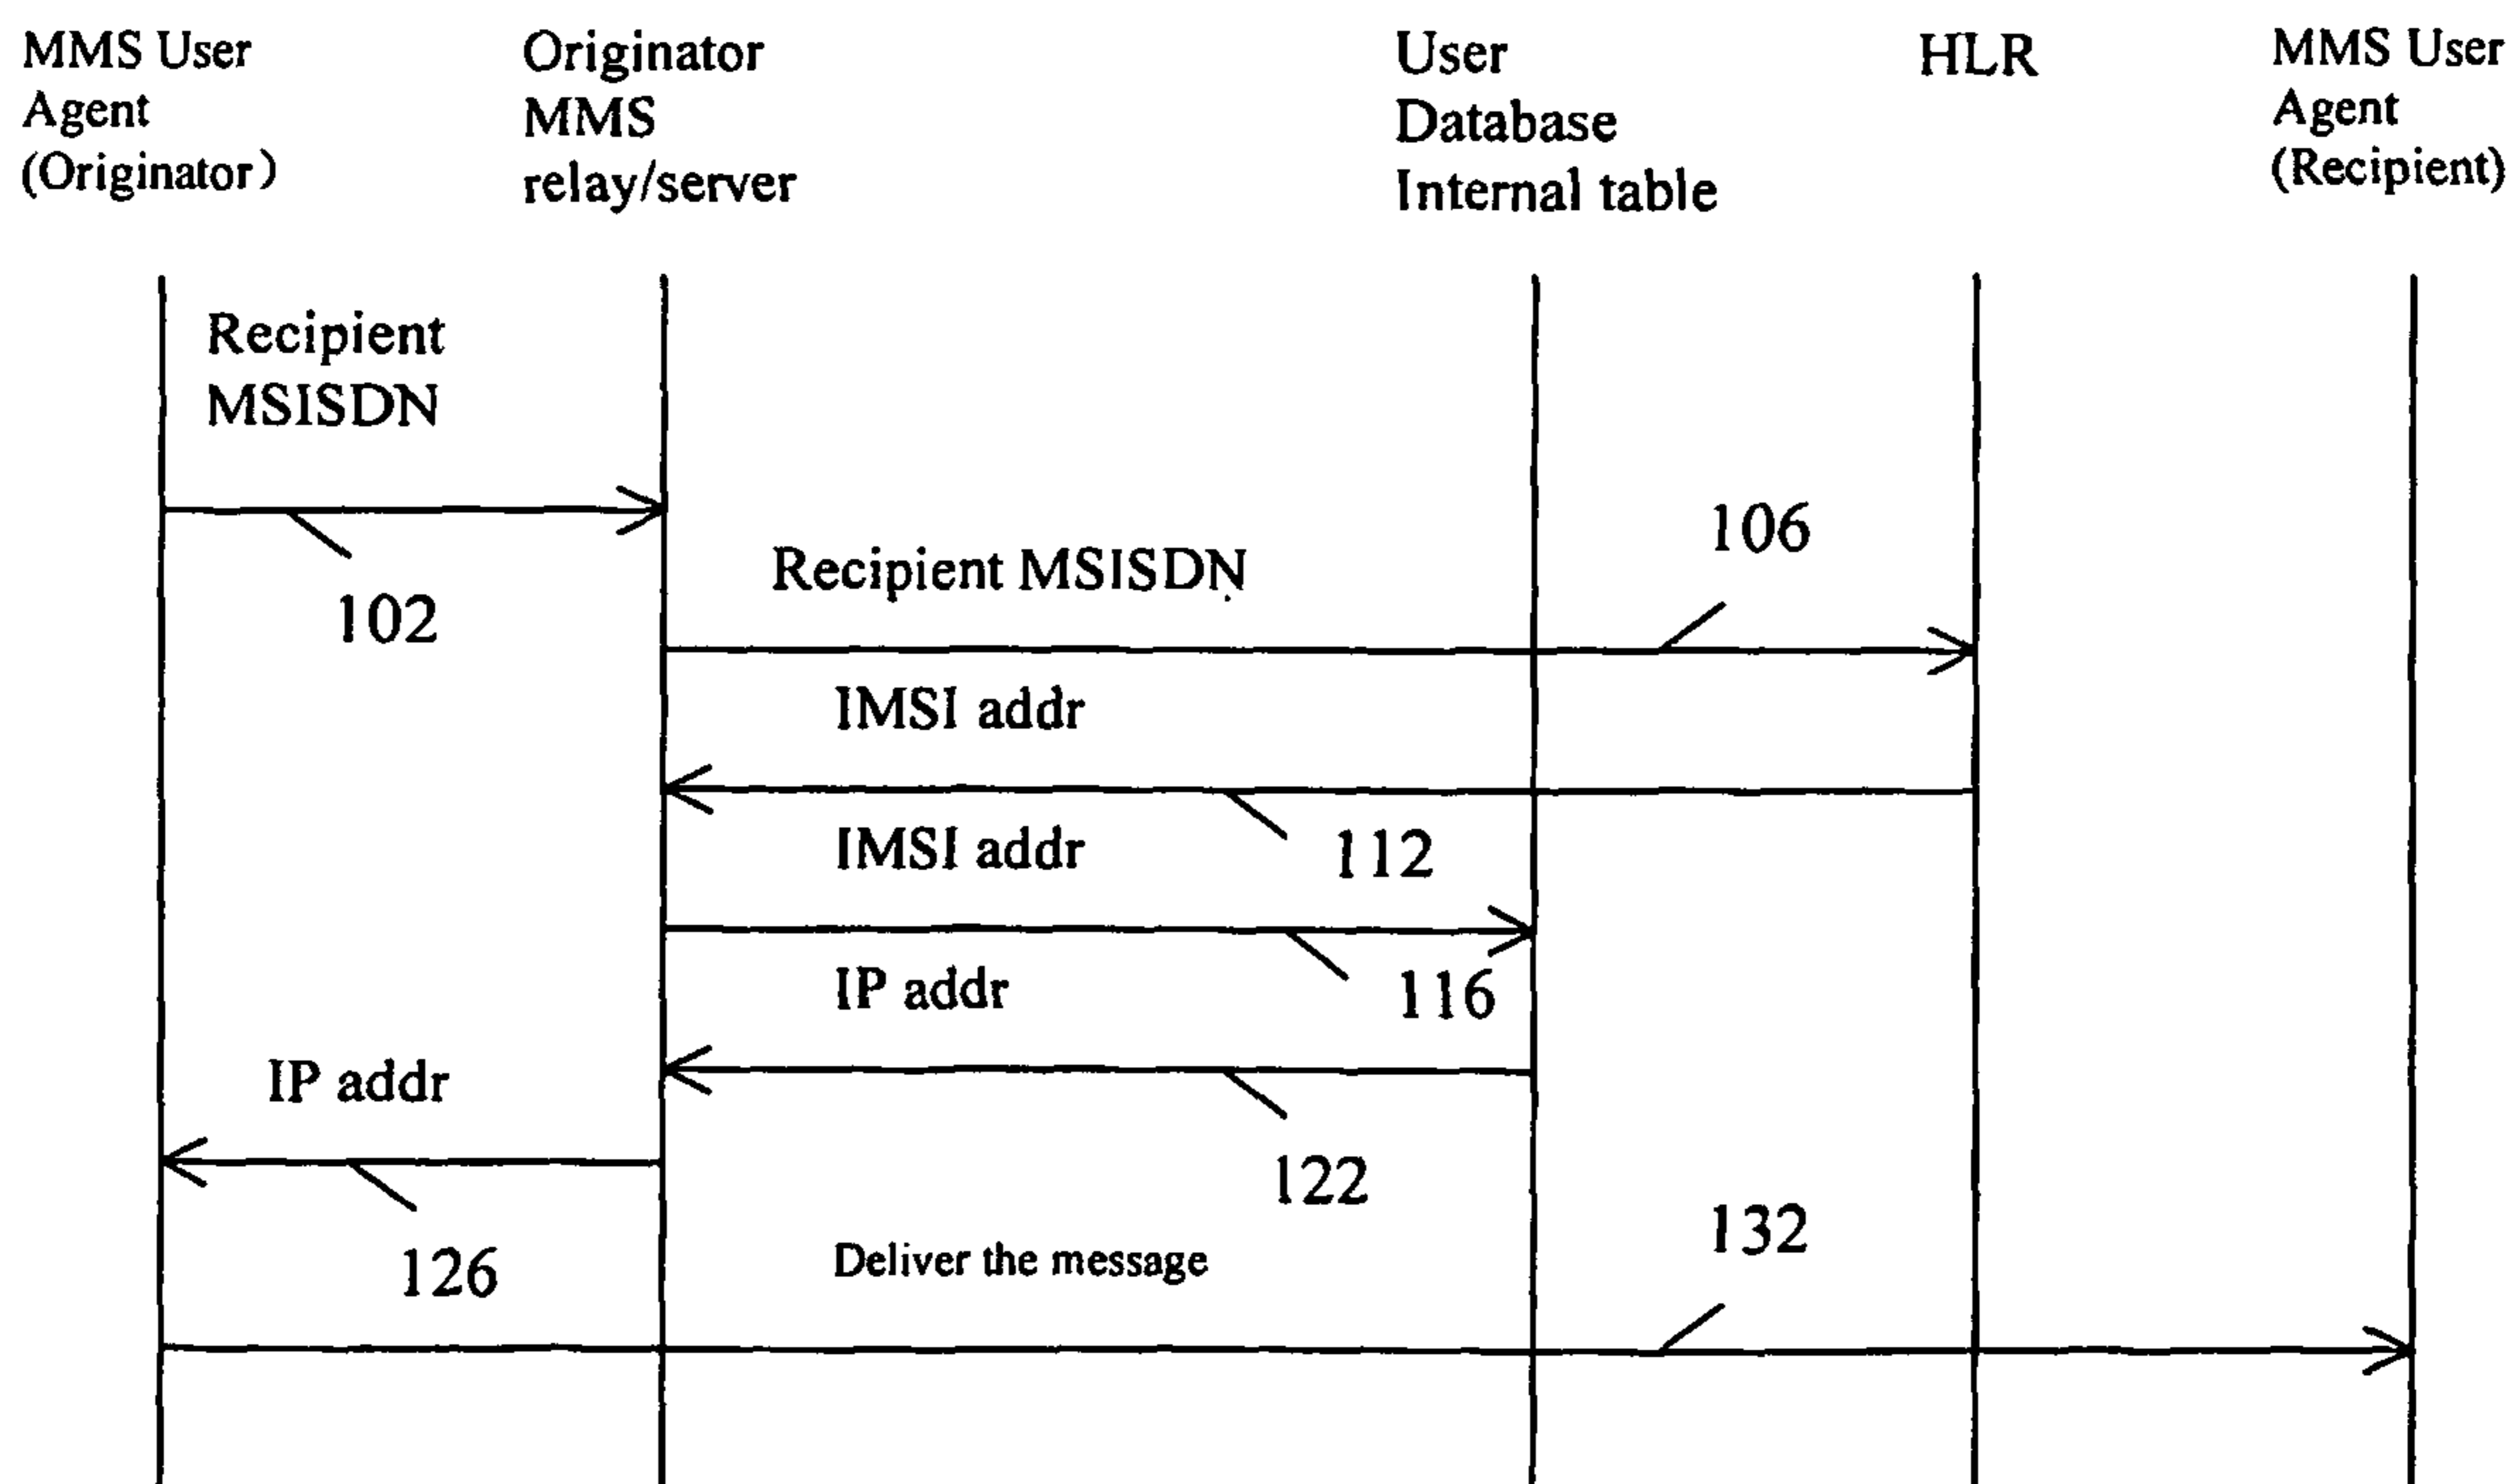 MMS User
Agent
(Originator)
Originator
MMS
relay/server
User
Database
Internal table
HLR
MMS User
Agent
(Recipient)
Recipient
MSISDN
102
Recipient MSISDN
106
IMSI addr
112
IMSI addr
116
IP addr
122
IP addr
126
Deliver the message
132